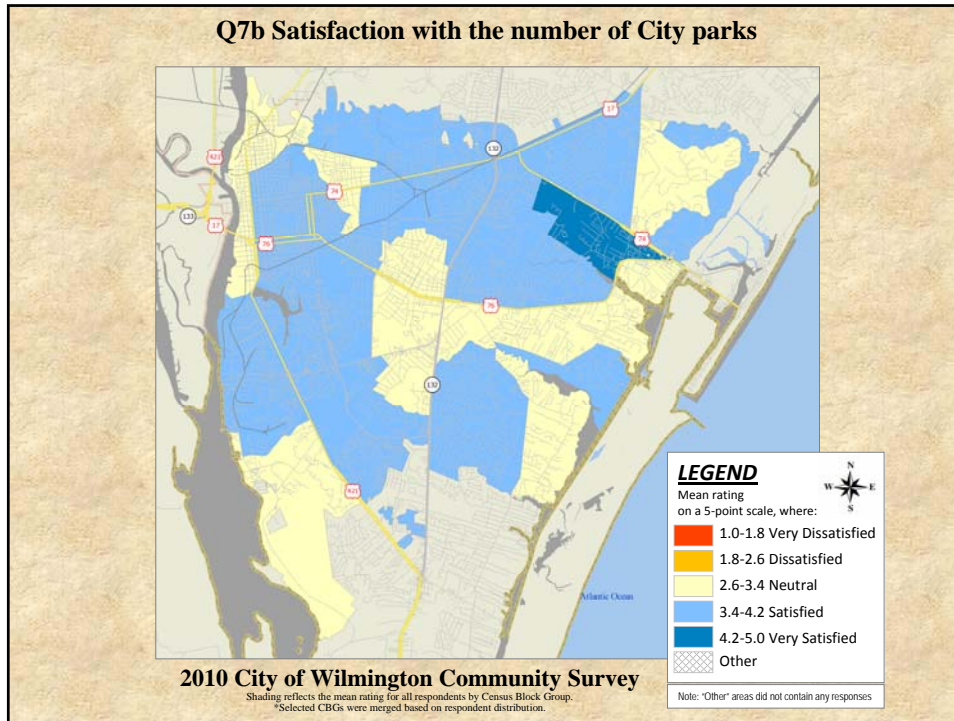 Q7b Satisfaction with the number of City parks
17
132
421
74
133
17
76
74
76
132
421
LEGEND
N
W E
S
Mean rating
on a 5-point scale, where:
1.0-1.8 Very Dissatisfied
1.8-2.6 Dissatisfied
2.6-3.4 Neutral
3.4-4.2 Satisfied
4.2-5.0 Very Satisfied
Other
Atlantic Ocean
2010 City of Wilmington Community Survey
Shading reflects the mean rating for all respondents by Census Block Group.
*Selected CBGs were merged based on respondent distribution.
Note: "Other" areas did not contain any responses